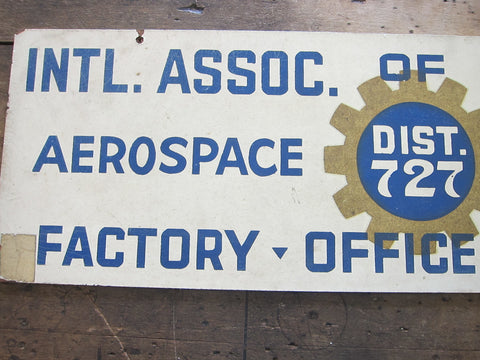 INTL. ASSOC. OF
AEROSPACE
DIST.
727
FACTORY ▾ OFFICE